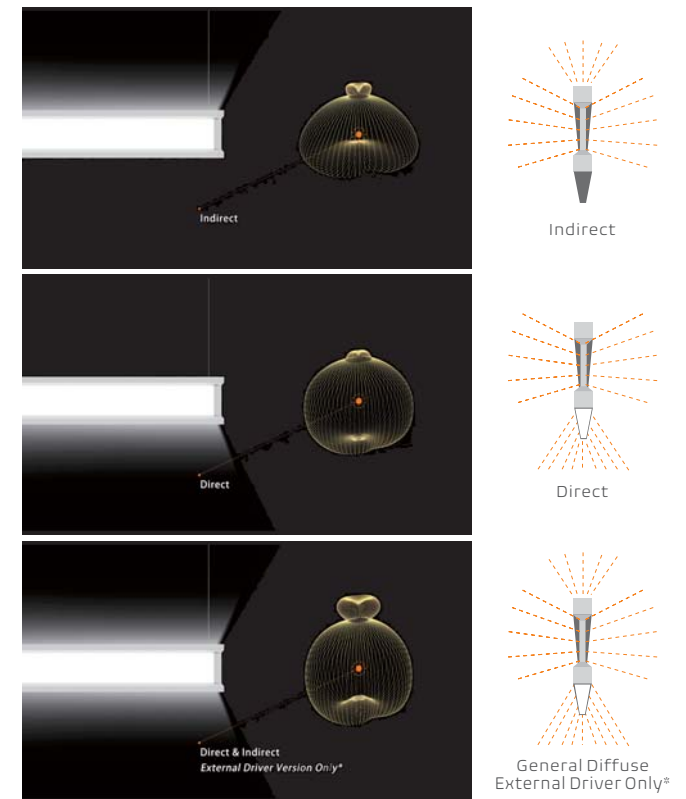 Indirect
Indirect
Direct
Direct
Direct & Indirect
External Driver Version Only*
General Diffuse
External Driver Only*